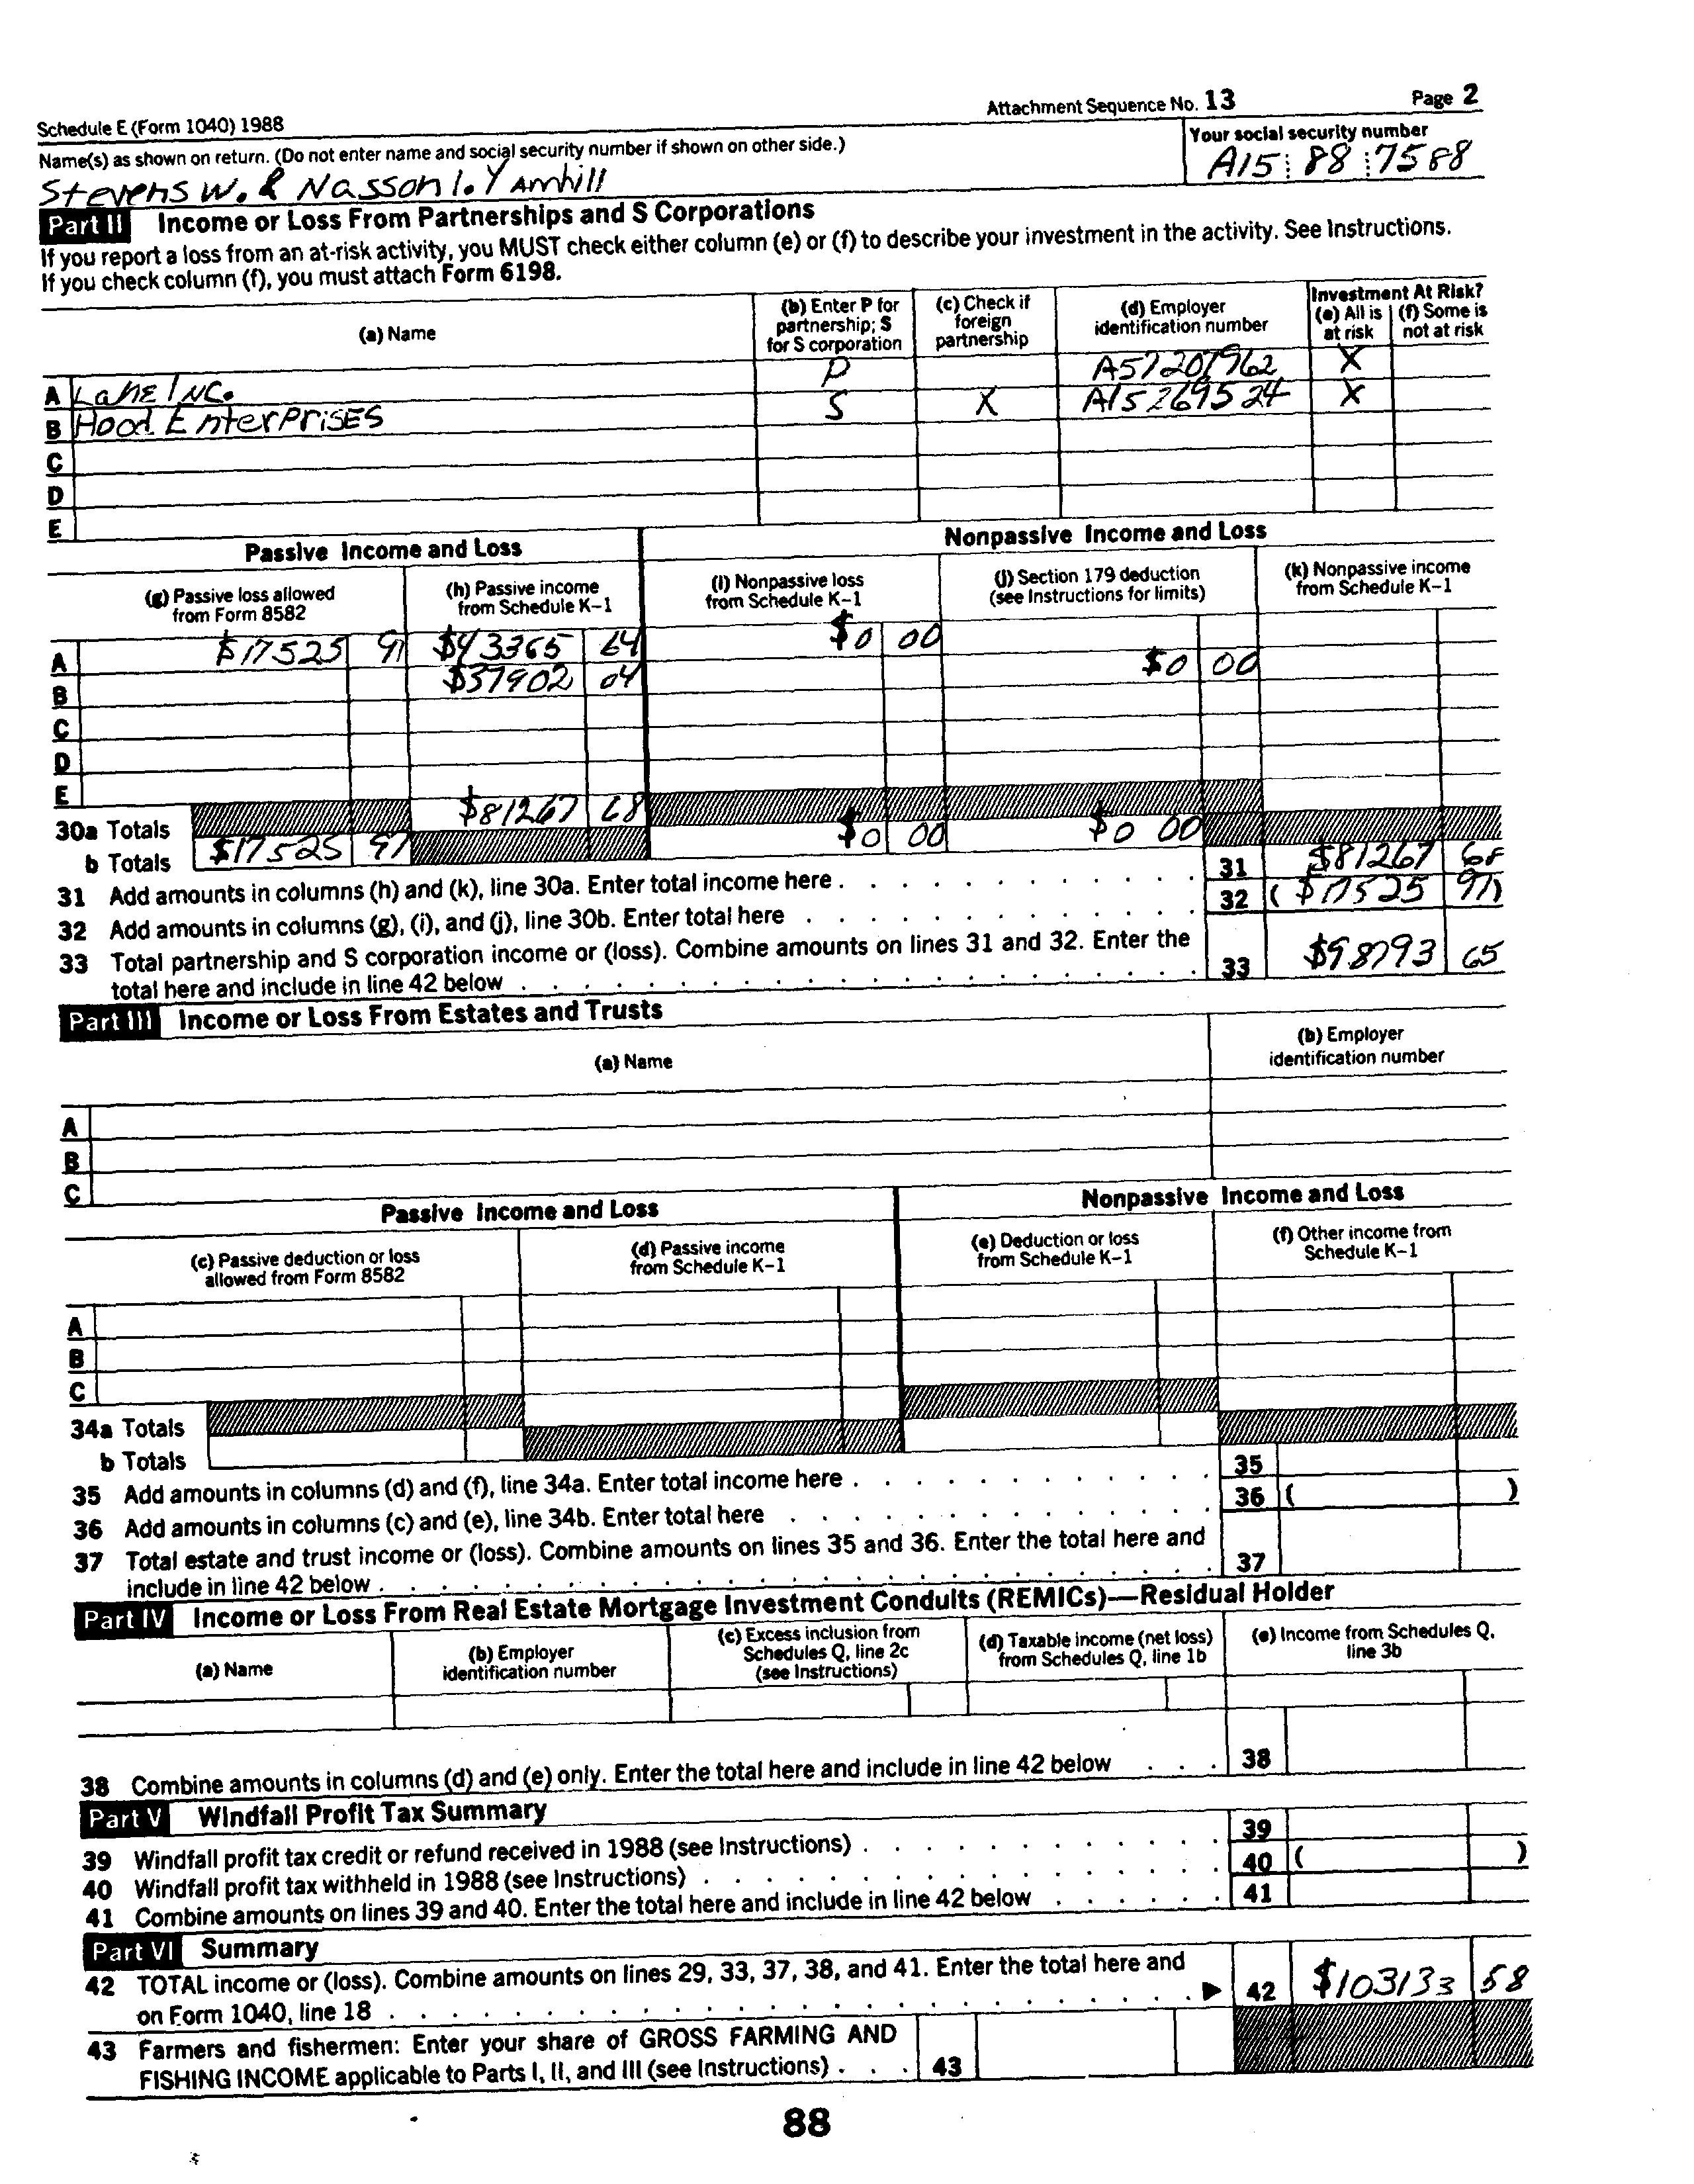 Attachment Sequence No. 13 Page 2
Schedule E (Form 1040) 1988
Name(s) as shown on return. (Do not enter name and social security number if shown on other side.) Your social security number
Stevens W. & Nasson I. Yamhill A15 88 7588
Part II Income or Loss From Partnerships and S Corporations
If you report a loss from an at-risk activity, you MUST check either column (e) or (f) to describe your investment in the activity. See Instructions.
If you check column (f), you must attach Form 6198.
(a) Name
(b) Enter P for partnership; S for S corporation
(c) Check if foreign partnership
(d) Employer identification number
Investment At Risk?
(e) All is at risk
(f) Some is not at risk
A Lane Inc. P A57207962 X
B Hood Enterprises S X A15269524 X
C
D
E
Passive Income and Loss Nonpassive Income and Loss
(g) Passive loss allowed from Form 8582
(h) Passive income from Schedule K–1
(i) Nonpassive loss from Schedule K–1
(j) Section 179 deduction (see Instructions for limits)
(k) Nonpassive income from Schedule K–1
A $17525 91 $43365 64 $0 00
B $37902 04 $0 00
C
D
E
30a Totals $81267 68
b Totals $17525 97 $0 00 $0 00
31 Add amounts in columns (h) and (k), line 30a. Enter total income here 31 $81267 68
32 Add amounts in columns (g), (i), and (j), line 30b. Enter total here 32 ( $17525 97)
33 Total partnership and S corporation income or (loss). Combine amounts on lines 31 and 32. Enter the
total here and include in line 42 below 33 $98793 65
Part III Income or Loss From Estates and Trusts
(a) Name
(b) Employer identification number
A
B
C
Passive Income and Loss Nonpassive Income and Loss
(c) Passive deduction or loss allowed from Form 8582
(d) Passive income from Schedule K–1
(e) Deduction or loss from Schedule K–1
(f) Other income from Schedule K–1
A
B
C
34a Totals
b Totals
35 Add amounts in columns (d) and (f), line 34a. Enter total income here 35
36 Add amounts in columns (c) and (e), line 34b. Enter total here 36 ( )
37 Total estate and trust income or (loss). Combine amounts on lines 35 and 36. Enter the total here and
include in line 42 below 37
Part IV Income or Loss From Real Estate Mortgage Investment Conduits (REMICs)—Residual Holder
(a) Name
(b) Employer identification number
(c) Excess inclusion from Schedules Q, line 2c (see Instructions)
(d) Taxable income (net loss) from Schedules Q, line 1b
(e) Income from Schedules Q, line 3b
38 Combine amounts in columns (d) and (e) only. Enter the total here and include in line 42 below 38
Part V Windfall Profit Tax Summary
39 Windfall profit tax credit or refund received in 1988 (see Instructions) 39
40 Windfall profit tax withheld in 1988 (see Instructions) 40 ( )
41 Combine amounts on lines 39 and 40. Enter the total here and include in line 42 below 41
Part VI Summary
42 TOTAL income or (loss). Combine amounts on lines 29, 33, 37, 38, and 41. Enter the total here and
on Form 1040, line 18 ▶ 42 $103133 58
43 Farmers and fishermen: Enter your share of GROSS FARMING AND
FISHING INCOME applicable to Parts I, II, and III (see Instructions) 43
88